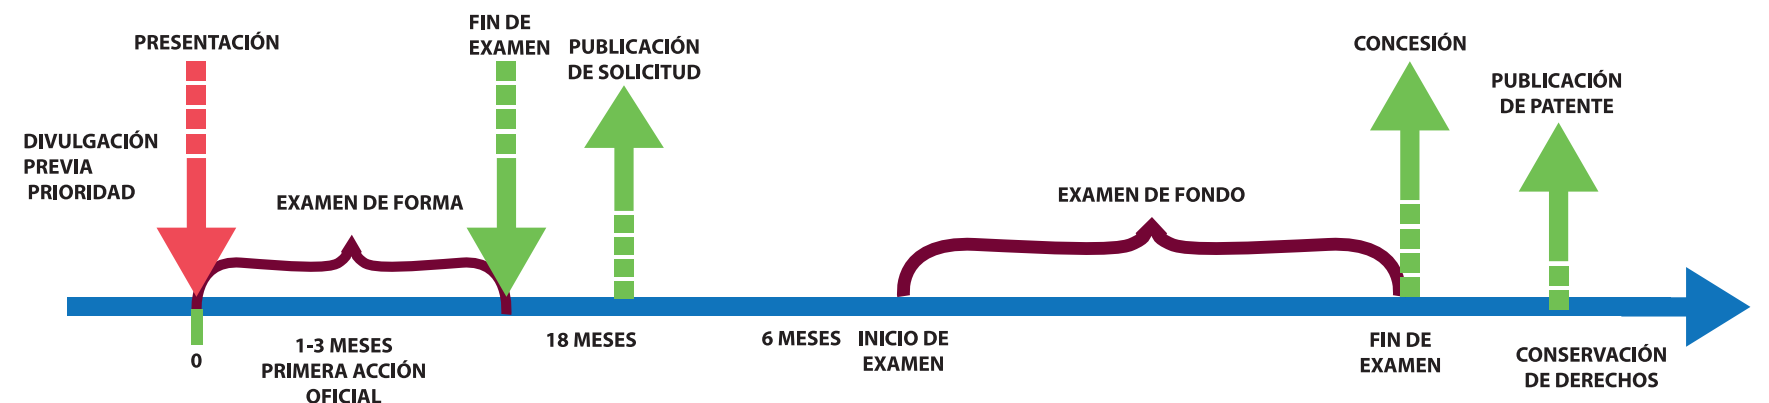 PRESENTACIÓN
FIN DE
EXAMEN
PUBLICACIÓN
DE SOLICITUD
CONCESIÓN
PUBLICACIÓN
DE PATENTE
DIVULGACIÓN
PREVIA
PRIORIDAD
EXAMEN DE FORMA
EXAMEN DE FONDO
0
1-3 MESES
PRIMERA ACCIÓN
OFICIAL
18 MESES
6 MESES
INICIO DE
EXAMEN
FIN DE
EXAMEN
CONSERVACIÓN
DE DERECHOS